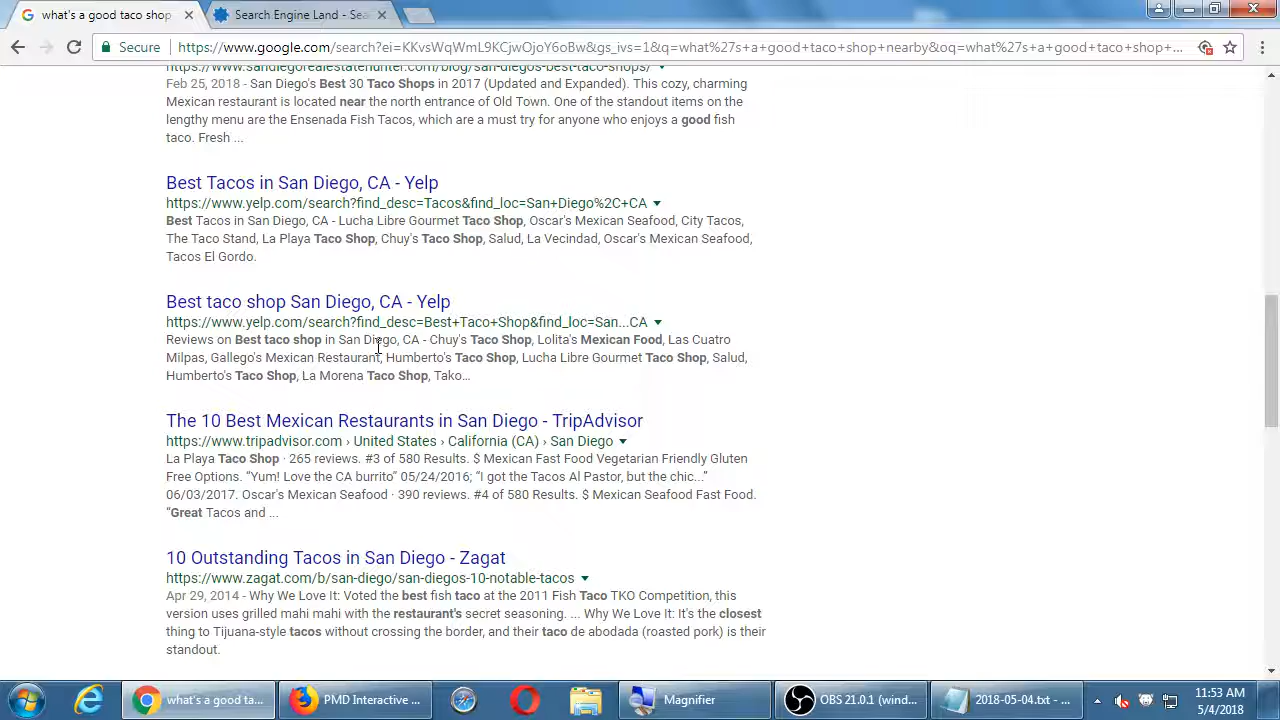 what's a good taco shop
Search Engine Land - Sea
Secure
https://www.google.com/search?ei=KKvsWqWmL9KCjwOjoY6oBw&gs_ivs=1&q=what%27s+a+good+taco+shop+nearby&oq=what%27s+a+good+taco+shop+...
https://www.sandiegorealestatehunter.com/blog/san-diegos-best-taco-shops/
Feb 25, 2018 - San Diego's Best 30 Taco Shops in 2017 (Updated and Expanded). This cozy, charming
Mexican restaurant is located near the north entrance of Old Town. One of the standout items on the
lengthy menu are the Ensenada Fish Tacos, which are a must try for anyone who enjoys a good fish
taco. Fresh ...
Best Tacos in San Diego, CA - Yelp
https://www.yelp.com/search?find_desc=Tacos&find_loc=San+Diego%2C+CA
Best Tacos in San Diego, CA - Lucha Libre Gourmet Taco Shop, Oscar's Mexican Seafood, City Tacos,
The Taco Stand, La Playa Taco Shop, Chuy's Taco Shop, Salud, La Vecindad, Oscar's Mexican Seafood,
Tacos El Gordo.
Best taco shop San Diego, CA - Yelp
https://www.yelp.com/search?find_desc=Best+Taco+Shop&find_loc=San...CA
Reviews on Best taco shop in San Diego, CA - Chuy's Taco Shop, Lolita's Mexican Food, Las Cuatro
Milpas, Gallego's Mexican Restaurant, Humberto's Taco Shop, Lucha Libre Gourmet Taco Shop, Salud,
Humberto's Taco Shop, La Morena Taco Shop, Tako...
The 10 Best Mexican Restaurants in San Diego - TripAdvisor
https://www.tripadvisor.com › United States › California (CA) › San Diego
La Playa Taco Shop · 265 reviews. #3 of 580 Results. $ Mexican Fast Food Vegetarian Friendly Gluten
Free Options. “Yum! Love the CA burrito” 05/24/2016; “I got the Tacos Al Pastor, but the chic...”
06/03/2017. Oscar's Mexican Seafood · 390 reviews. #4 of 580 Results. $ Mexican Seafood Fast Food.
“Great Tacos and ...
10 Outstanding Tacos in San Diego - Zagat
https://www.zagat.com/b/san-diego/san-diegos-10-notable-tacos
Apr 29, 2014 - Why We Love It: Voted the best fish taco at the 2011 Fish Taco TKO Competition, this
version uses grilled mahi mahi with the restaurant's secret seasoning. ... Why We Love It: It's the closest
thing to Tijuana-style tacos without crossing the border, and their taco de abodada (roasted pork) is their
standout.
what's a good ta...
PMD Interactive ...
Magnifier
OBS 21.0.1 (wind...
2018-05-04.txt - ...
11:53 AM
5/4/2018